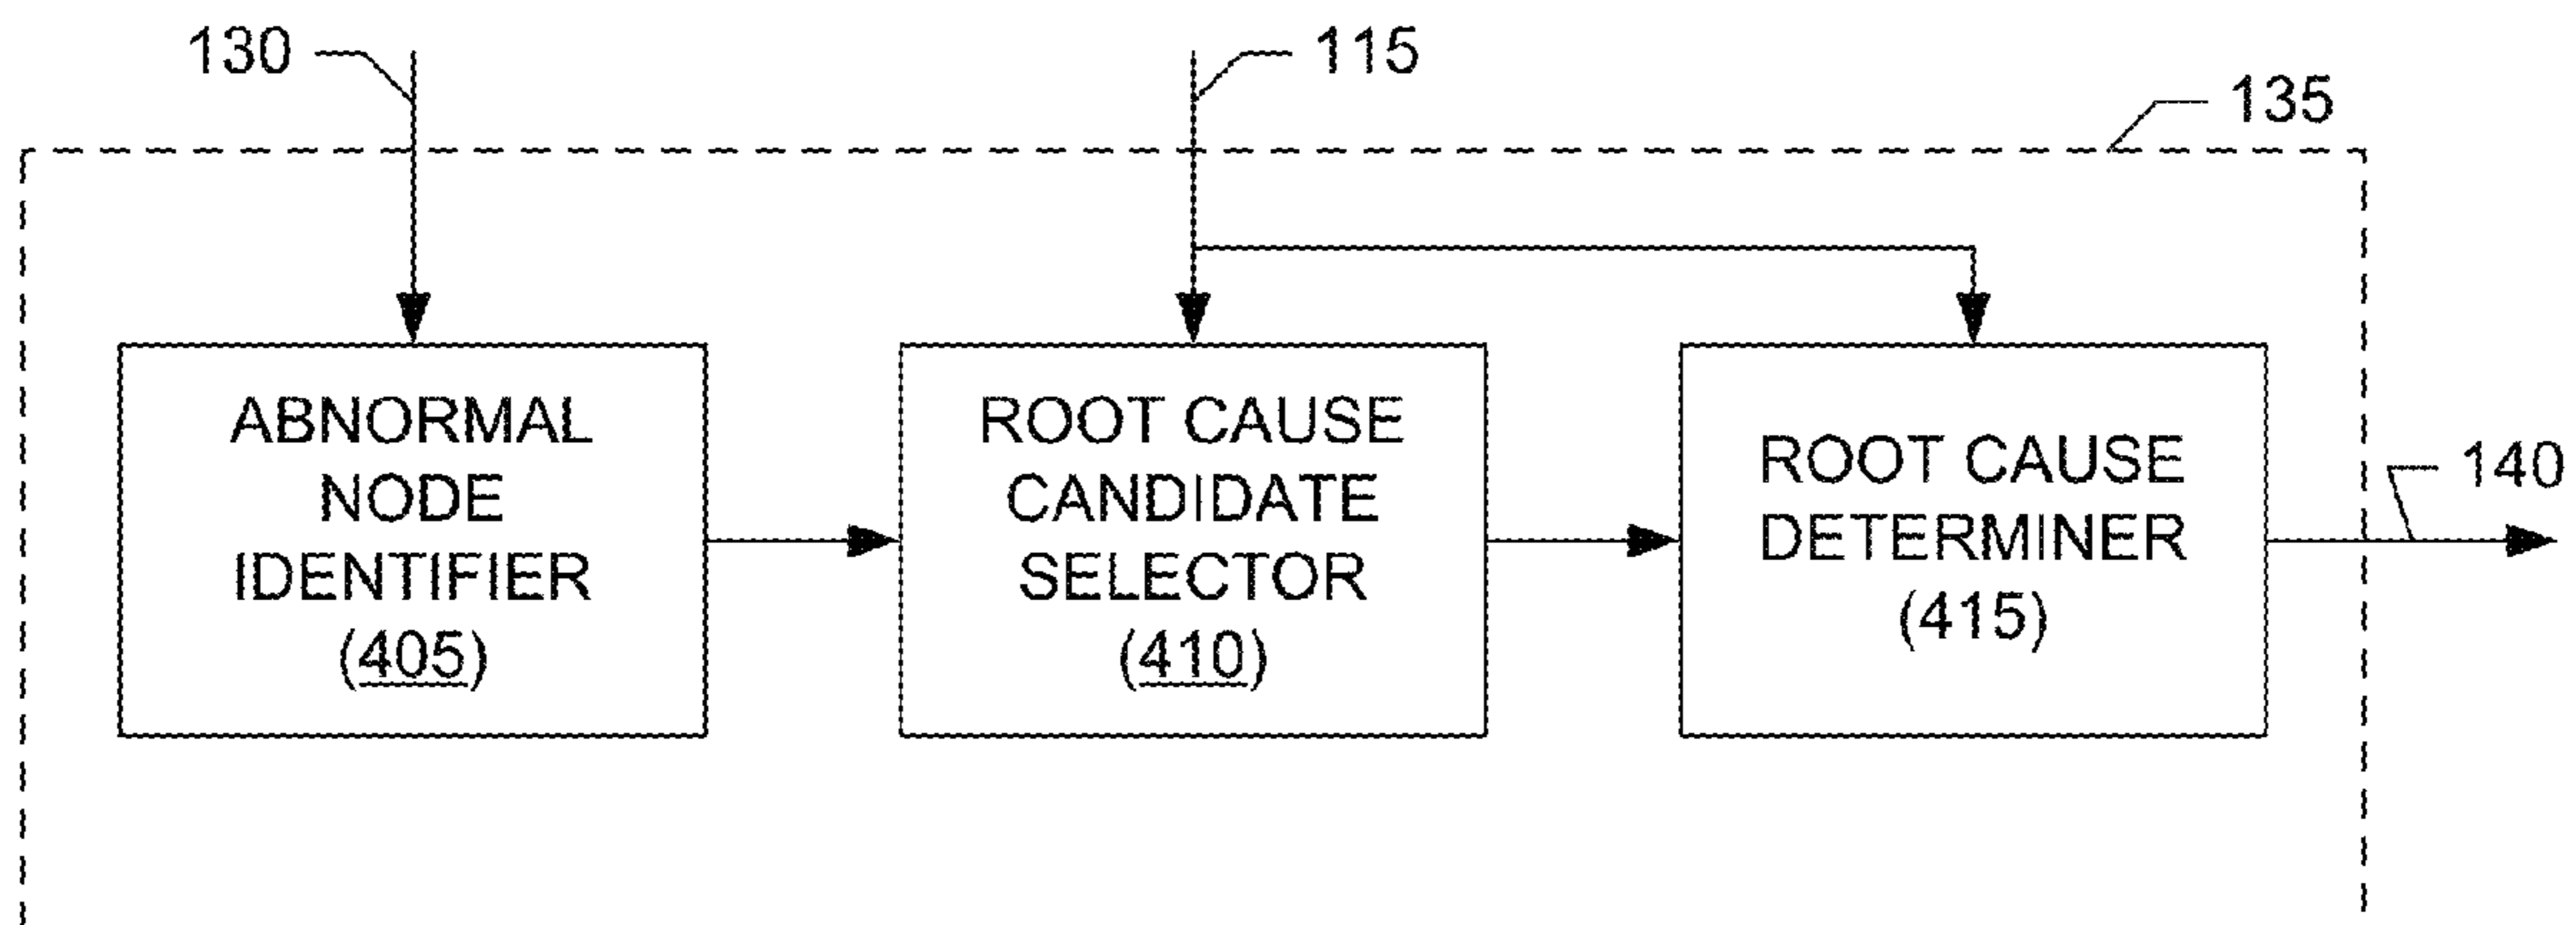 130
115
135
ABNORMAL
NODE
IDENTIFIER
(405)
ROOT CAUSE
CANDIDATE
SELECTOR
(410)
ROOT CAUSE
DETERMINER
(415)
140